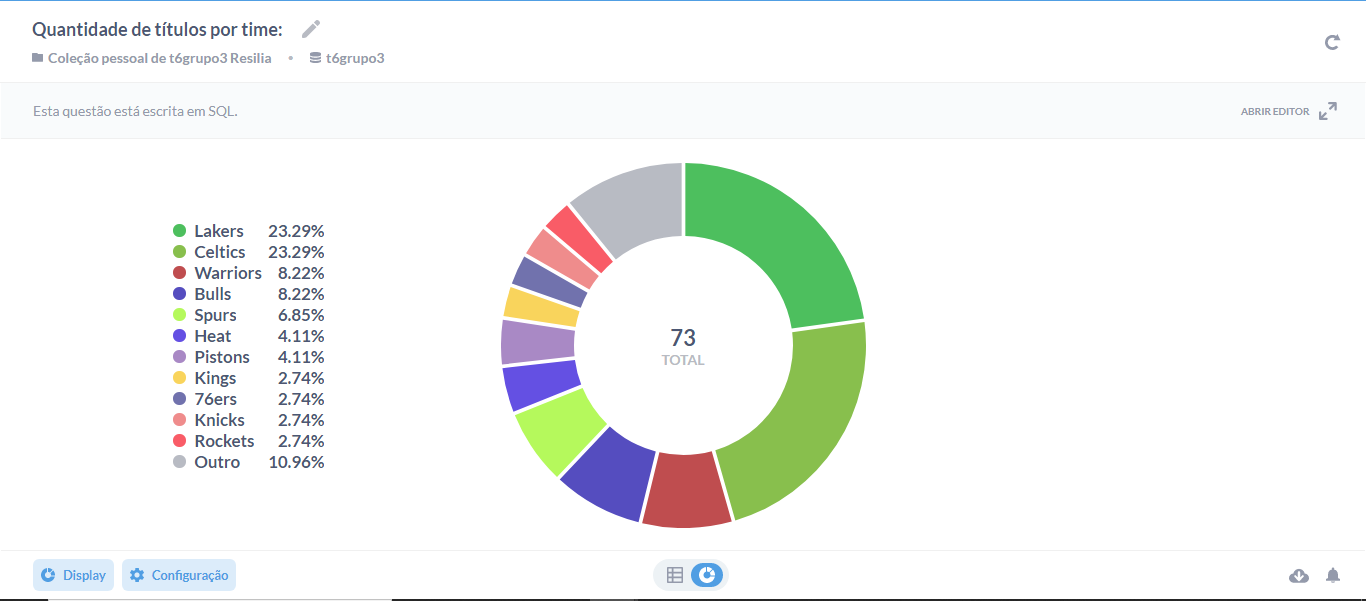 Quantidade de títulos por time:
Coleção pessoal de t6grupo3 Resilia • t6grupo3
Esta questão está escrita em SQL.
ABRIR EDITOR
Lakers 23.29%
Celtics 23.29%
Warriors 8.22%
Bulls 8.22%
Spurs 6.85%
Heat 4.11%
Pistons 4.11%
Kings 2.74%
76ers 2.74%
Knicks 2.74%
Rockets 2.74%
Outro 10.96%
73
TOTAL
Display
Configuração